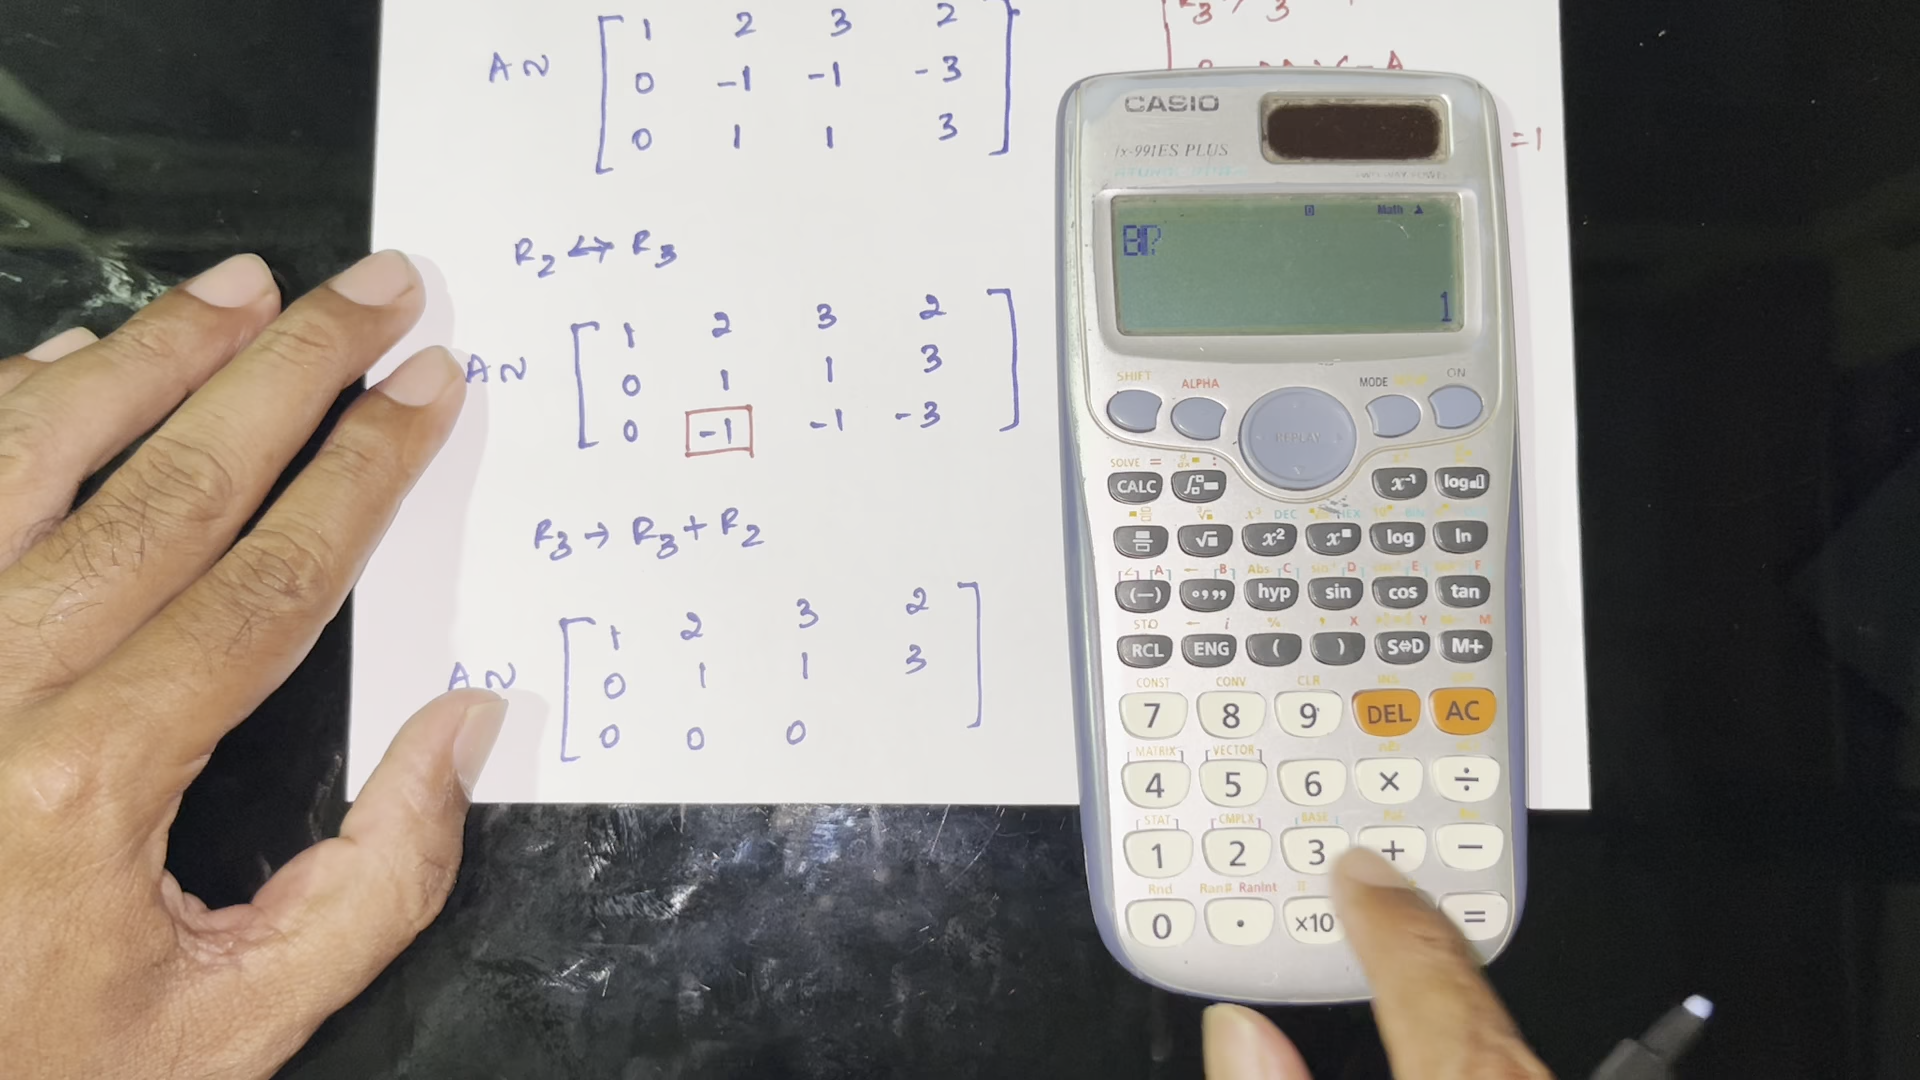 1 2 3 2
A ~ 0 -1 -1 -3
0 1 1 3
R2 ↔ R3
1 2 3 2
A ~ 0 1 1 3
0 -1 -1 -3
R3 → R3 + R2
1 2 3 2
A ~ 0 1 1 3
0 0 0
=1
CASIO
fx-991ES PLUS
Math ▲
1
SHIFT ALPHA MODE ON
REPLAY
SOLVE =
CALC x⁻¹ log
x³ DEC HEX
√ x² x log ln
A B Abs C D E F
(-) hyp sin cos tan
STO ← i % , X Y M
RCL ENG ( ) S⇔D M+
CONST CONV CLR
7 8 9 DEL AC
MATRIX VECTOR
4 5 6 × ÷
STAT CMPLX BASE
1 2 3 + −
Rnd Ran# RanInt π
0 . ×10 =